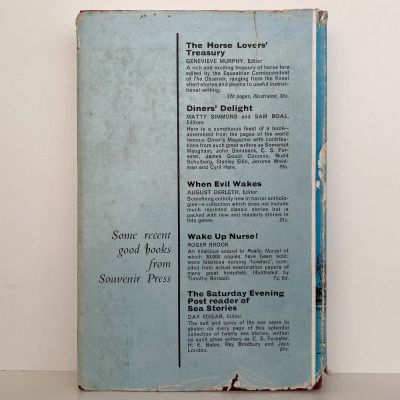 The Horse Lovers'
Treasury
GENEVIEVE MURPHY, Editor
A rich and exciting treasury of horse lore
edited by the Equestrian Correspondent
of The Observer, ranging from the finest
short stories and poems to useful instruc-
tional writing.
320 pages, illustrated, 30s.
Diners' Delight
MATTY SIMMONS and SAM BOAL,
Editors
Here is a sumptuous feast of a book—
assembled from the pages of the world
famous Diner's Magazine with contribu-
tions from such great writers as Somerset
Maugham, John Steinbeck, C. S. For-
ester, James Gould Cozzens, Budd
Schulberg, Stanley Ellin, Jerome Weid-
man and Cyril Hare.
When Evil Wakes
AUGUST DERLETH, Editor
Something entirely new in horror antholo-
gies—a collection which does not include
much reprinted classic stories but is
packed with new and masterly stories in
this genre.
21s.
Wake Up Nurse!
ROGER BROOK
An hilarious sequel to Really, Nurse! of
which 30,000 copies have been sold:
more hilarious nursing 'howlers', com-
piled from actual examination papers of
many great hospitals. Illustrated by
Timothy Birdsall.
7s. 6d.
The Saturday Evening
Post reader of
Sea Stories
DAY EDGAR, Editor
The salt and spray of the sea seem to
glisten on every page of this splendid
collection of twenty sea stories, written
by such great writers as C. S. Forester,
H. E. Bates, Ray Bradbury and Jack
London.
21s.
Some recent
good books
from
Souvenir Press